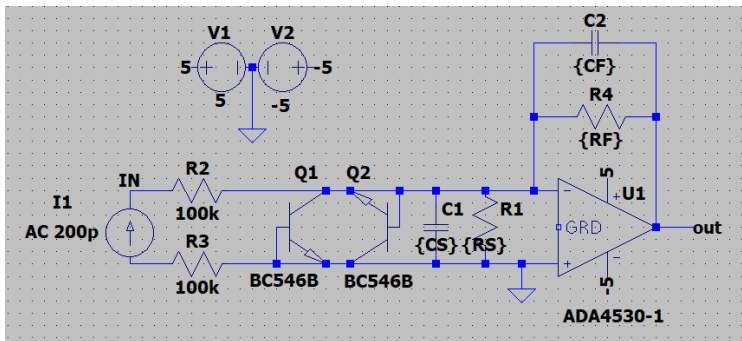 V1
V2
5
-5
5
-5
C2
{CF}
R4
{RF}
I1
AC 200p
IN
R2
100k
R3
100k
Q1
Q2
BC546B
BC546B
C1
{CS}
R1
{RS}
5
U1
GRD
-5
out
ADA4530-1